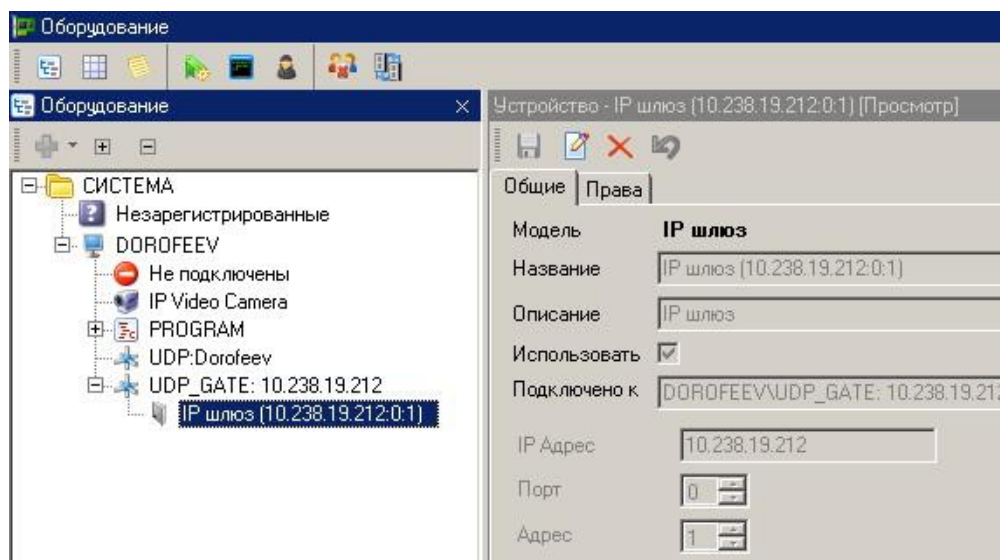 Оборудование
Оборудование
СИСТЕМА
Незарегистрированные
DOROFEEV
Не подключены
IP Video Camera
PROGRAM
UDP:Dorofeev
UDP_GATE: 10.238.19.212
IP шлюз (10.238.19.212:0:1)
Устройство - IP шлюз (10.238.19.212:0:1) [Просмотр]
Общие Права
Модель IP шлюз
Название IP шлюз (10.238.19.212:0:1)
Описание IP шлюз
Использовать
Подключено к DOROFEEV\UDP_GATE: 10.238.19.212
IP Адрес 10.238.19.212
Порт 0
Адрес 1